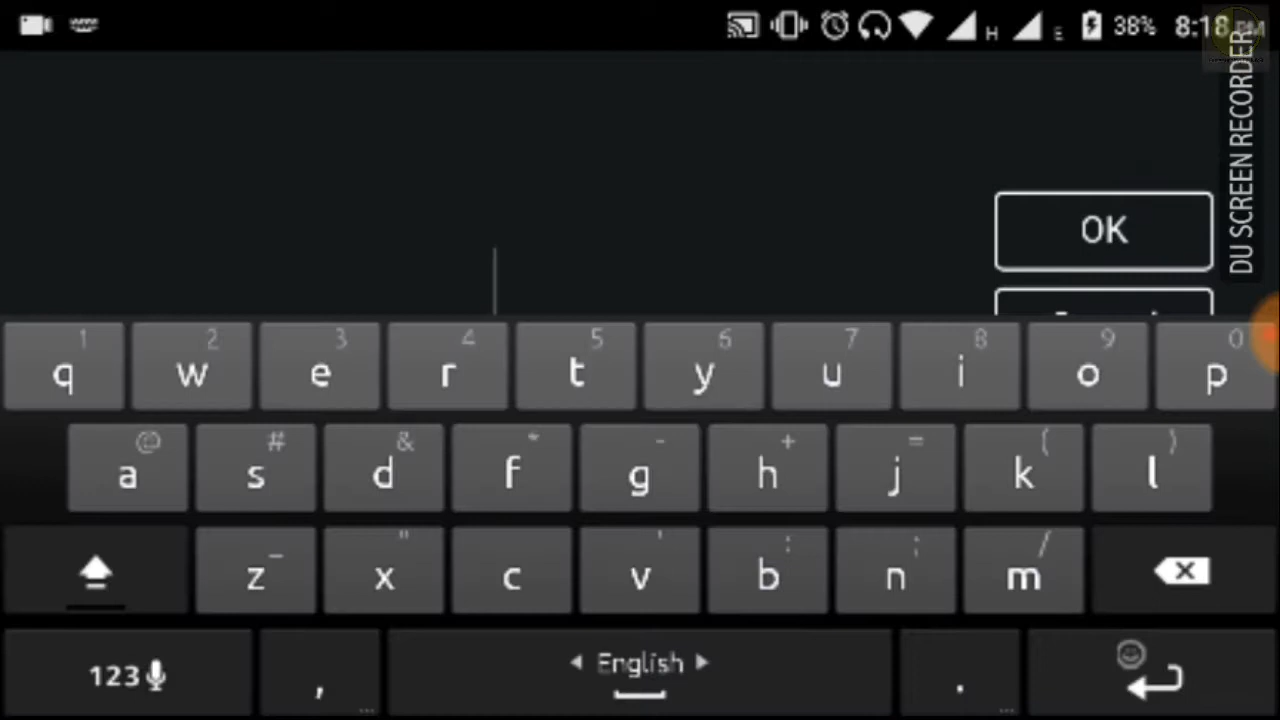 H E 38% 8:18 PM
DU SCREEN RECORDER
OK
1 2 3 4 5 6 7 8 9 0
q w e r t y u i o p
@ # & * - + = ( )
a s d f g h j k l
_ " ' : ; /
z x c v b n m
123 , English .